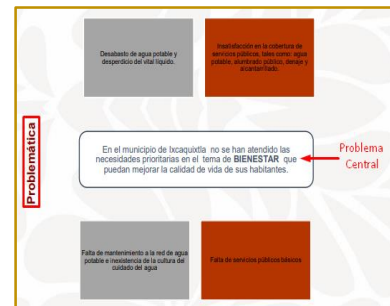 Desabasto de agua potable y
desperdicio del vital líquido.
Insatisfacción en la cobertura de
servicios públicos, tales como: agua
potable, alumbrado público, denaje y
alcantarillado.
Problemática
En el municipio de Ixcaquixtla no se han atendido las
necesidades prioritarias en el tema de BIENESTAR que
puedan mejorar la calidad de vida de sus habitantes.
Problema
Central
Falta de mantenimiento a la red de agua
potable e inexistencia de la cultura del
cuidado del agua
Falta de servicios públicos básicos